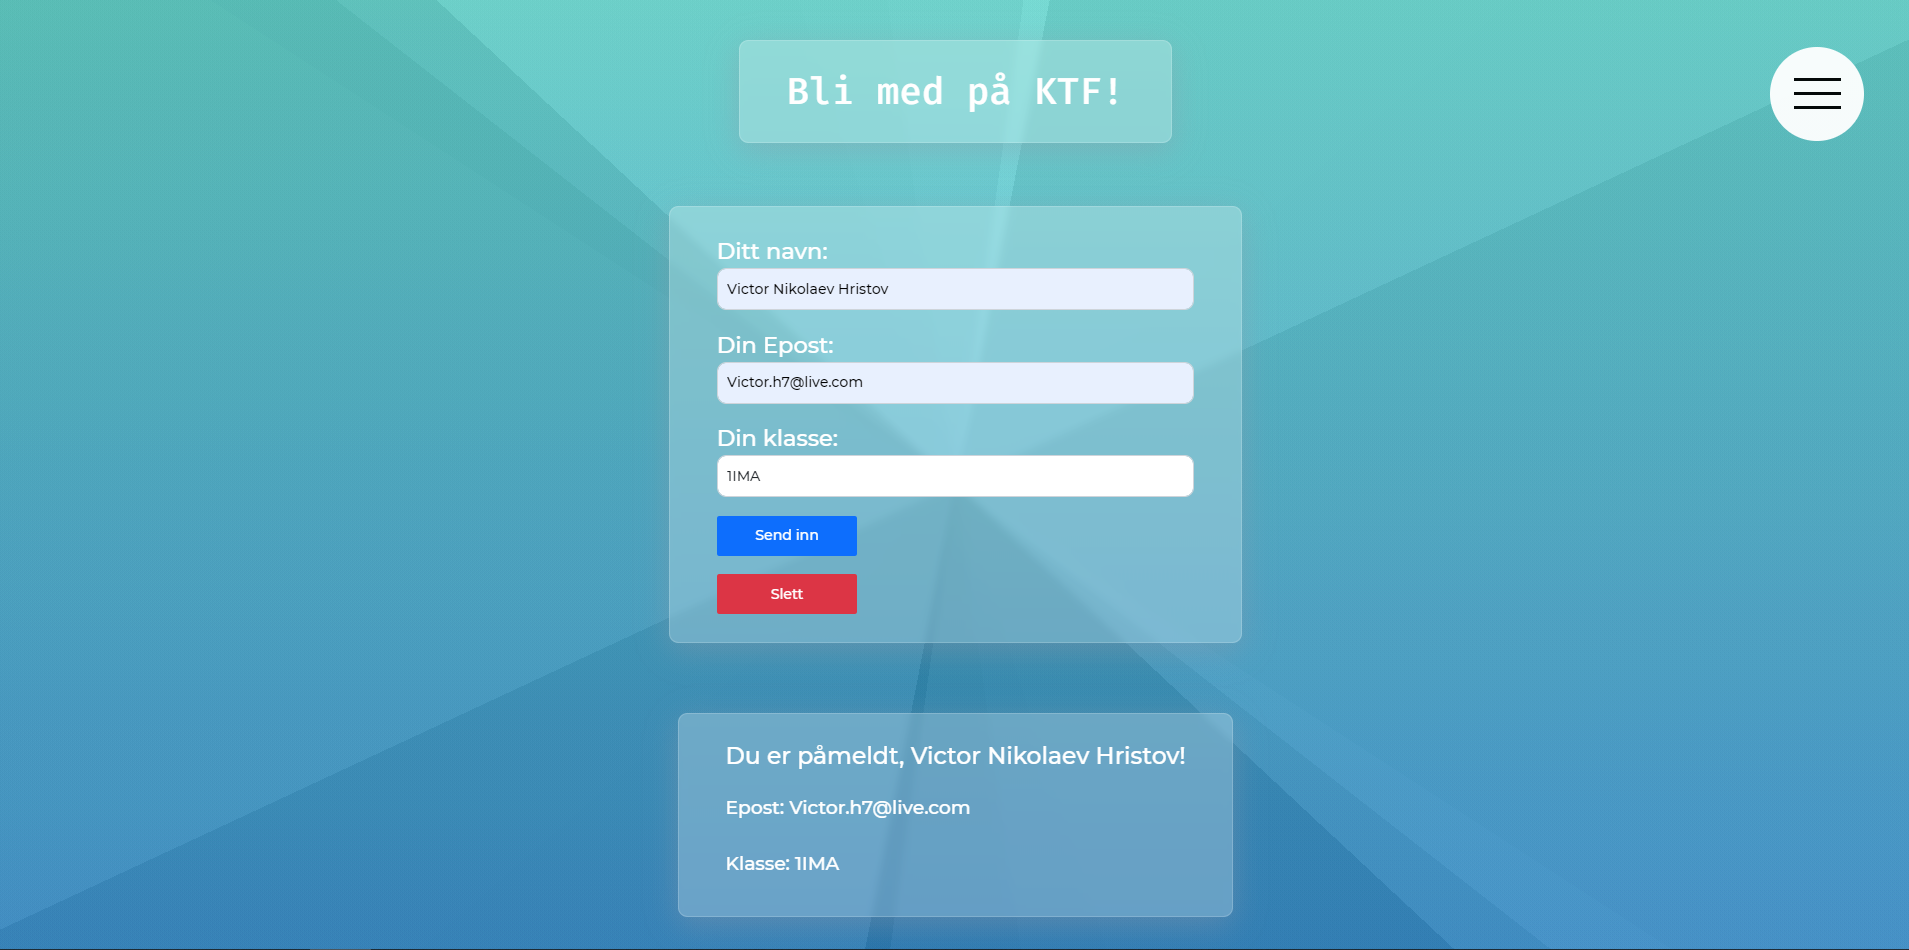 Bli med på KTF!
Ditt navn:
Victor Nikolaev Hristov
Din Epost:
Victor.h7@live.com
Din klasse:
1IMA
Send inn
Slett
Du er påmeldt, Victor Nikolaev Hristov!
Epost: Victor.h7@live.com
Klasse: 1IMA